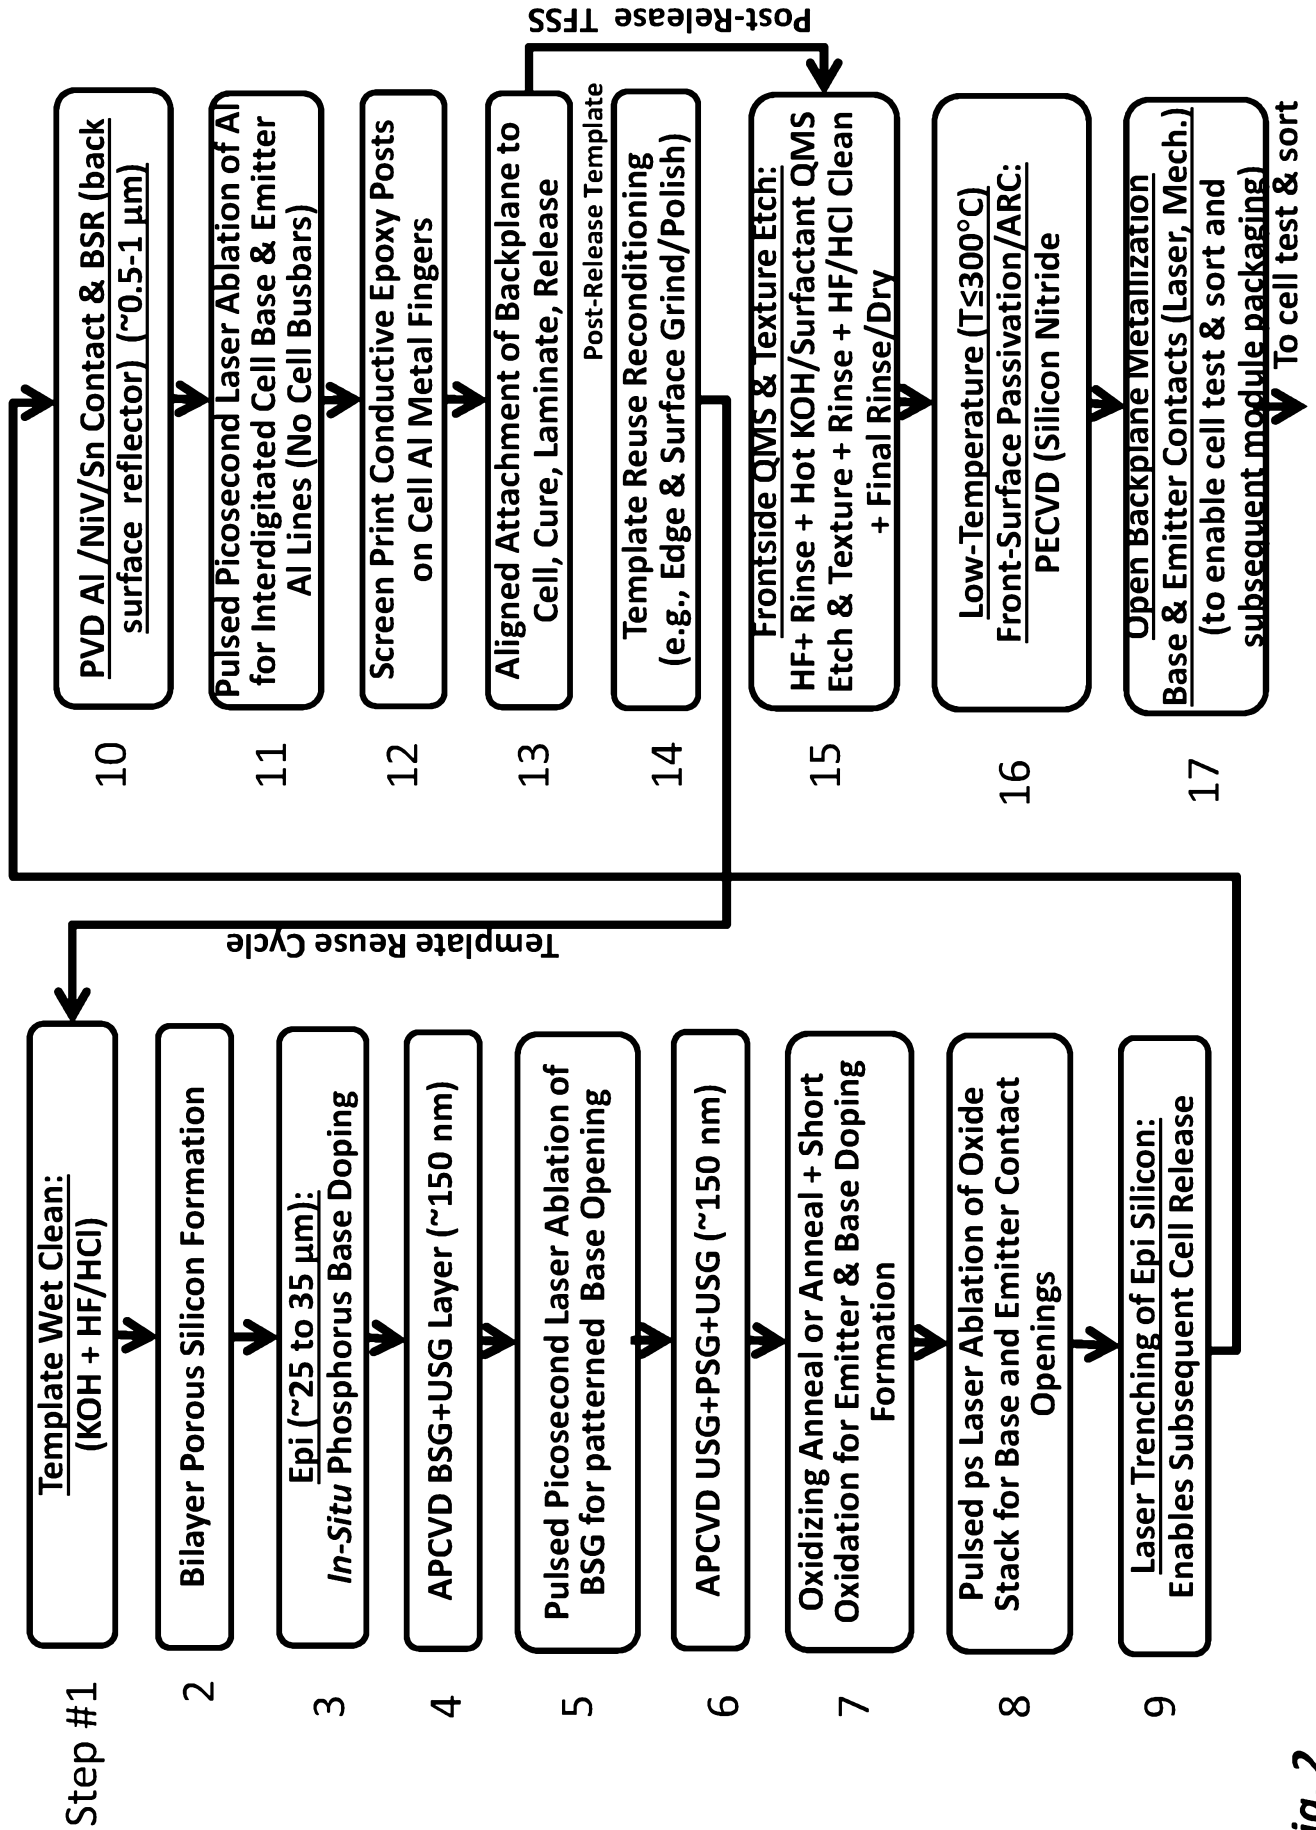 Step #1
Template Wet Clean:
(KOH + HF/HCl)
2
Bilayer Porous Silicon Formation
3
Epi (~25 to 35 µm):
In-Situ Phosphorus Base Doping
4
APCVD BSG+USG Layer (~150 nm)
5
Pulsed Picosecond Laser Ablation of
BSG for patterned Base Opening
6
APCVD USG+PSG+USG (~150 nm)
7
Oxidizing Anneal or Anneal + Short
Oxidation for Emitter & Base Doping
Formation
8
Pulsed ps Laser Ablation of Oxide
Stack for Base and Emitter Contact
Openings
9
Laser Trenching of Epi Silicon:
Enables Subsequent Cell Release
Template Reuse Cycle
10
PVD Al /NiV/Sn Contact & BSR (back
surface reflector) (~0.5-1 µm)
11
Pulsed Picosecond Laser Ablation of Al
for Interdigitated Cell Base & Emitter
Al Lines (No Cell Busbars)
12
Screen Print Conductive Epoxy Posts
on Cell Al Metal Fingers
13
Aligned Attachment of Backplane to
Cell, Cure, Laminate, Release
Post-Release Template
14
Template Reuse Reconditioning
(e.g., Edge & Surface Grind/Polish)
Post-Release TFSS
15
Frontside QMS & Texture Etch:
HF+ Rinse + Hot KOH/Surfactant QMS
Etch & Texture + Rinse + HF/HCl Clean
+ Final Rinse/Dry
16
Low-Temperature (T≤300°C)
Front-Surface Passivation/ARC:
PECVD (Silicon Nitride
17
Open Backplane Metallization
Base & Emitter Contacts (Laser, Mech.)
(to enable cell test & sort and
subsequent module packaging)
To cell test & sort
ig. 2